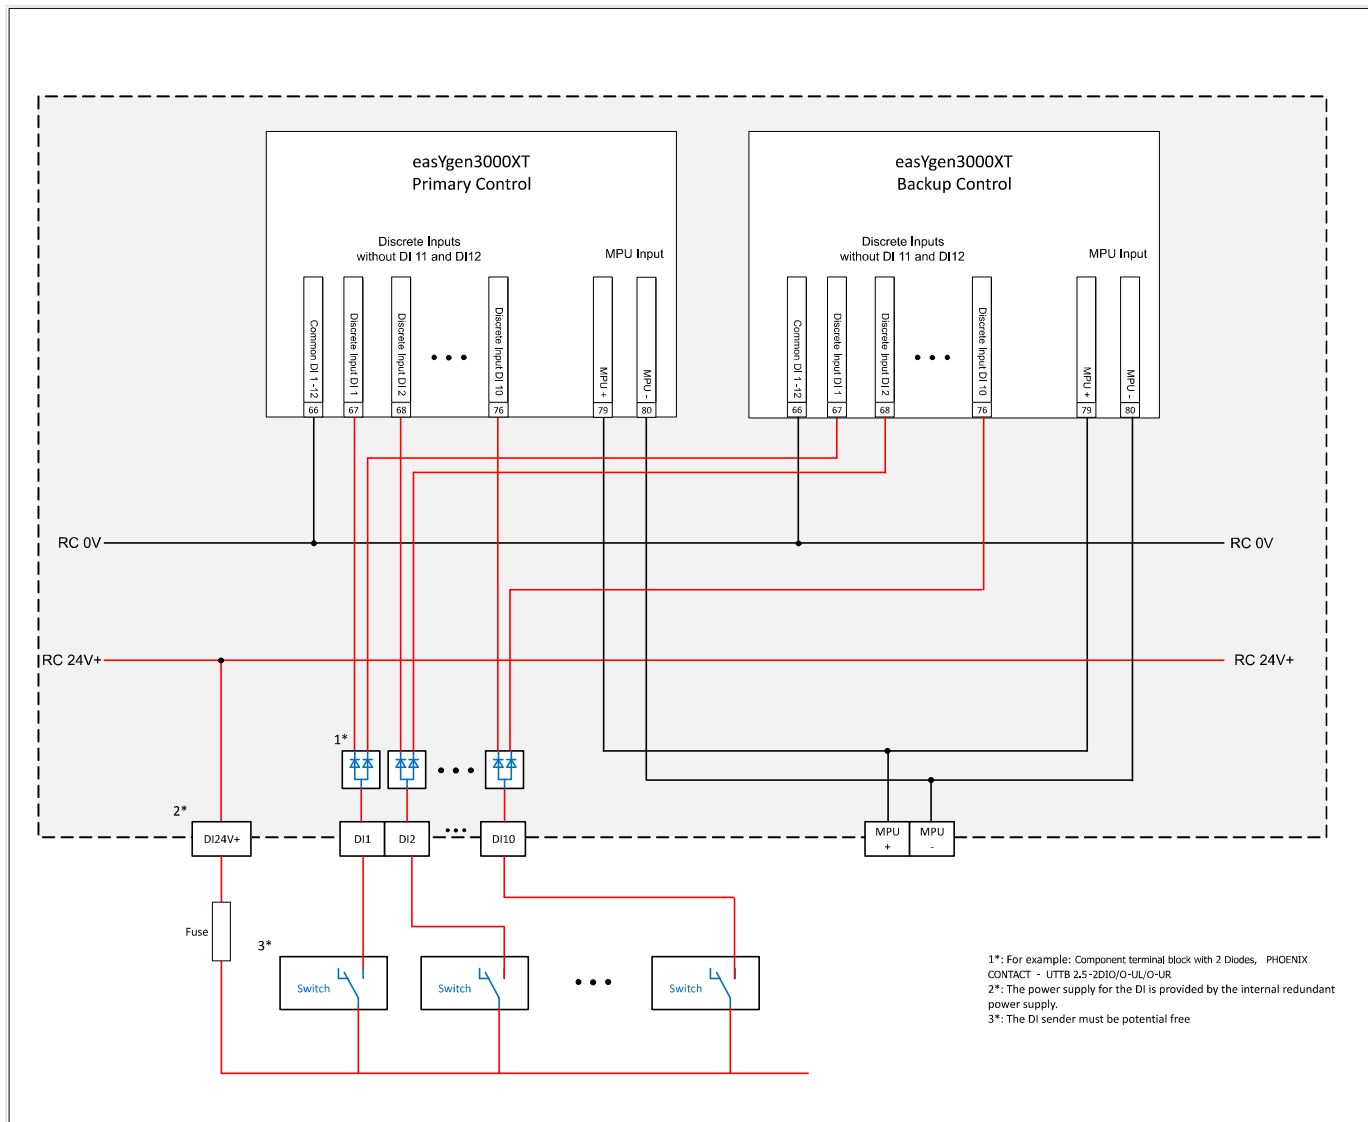 easYgen3000XT
Primary Control
easYgen3000XT
Backup Control
Discrete Inputs
without DI 11 and DI12
MPU Input
Discrete Inputs
without DI 11 and DI12
MPU Input
Common DI 1-12
Discrete Input DI 1
Discrete Input DI 2
Discrete Input DI 10
MPU +
MPU -
Common DI 1-12
Discrete Input DI 1
Discrete Input DI 2
Discrete Input DI 10
MPU +
MPU -
66
67
68
76
79
80
66
67
68
76
79
80
RC 0V
RC 0V
RC 24V+
RC 24V+
1*
2*
DI24V+
DI1
DI2
DI10
MPU
+
MPU
-
Fuse
3*
Switch
Switch
Switch
1*: For example: Component terminal block with 2 Diodes, PHOENIX
CONTACT - UTTB 2.5-2DIO/O-UL/O-UR
2*: The power supply for the DI is provided by the internal redundant
power supply.
3*: The DI sender must be potential free